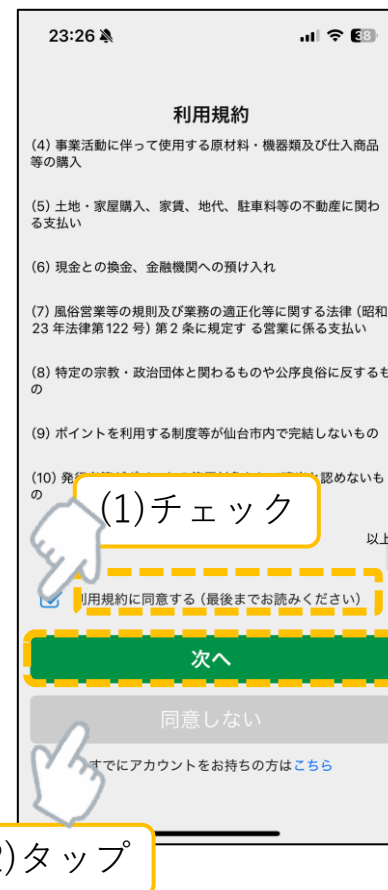 23:26
38
利用規約
(4) 事業活動に伴って使用する原材料・機器類及び仕入商品
等の購入
(5) 土地・家屋購入、家賃、地代、駐車料等の不動産に関わ
る支払い
(6) 現金との換金、金融機関への預け入れ
(7) 風俗営業等の規則及び業務の適正化等に関する法律 (昭和
23 年法律第 122 号) 第 2 条に規定す る営業に係る支払い
(8) 特定の宗教・政治団体と関わるものや公序良俗に反するも
の
(9) ポイントを利用する制度等が仙台市内で完結しないもの
(10) 発
認めないも
の
(1)チェック
以上
利用規約に同意する (最後までお読みください)
次へ
同意しない
すでにアカウントをお持ちの方はこちら
)タップ